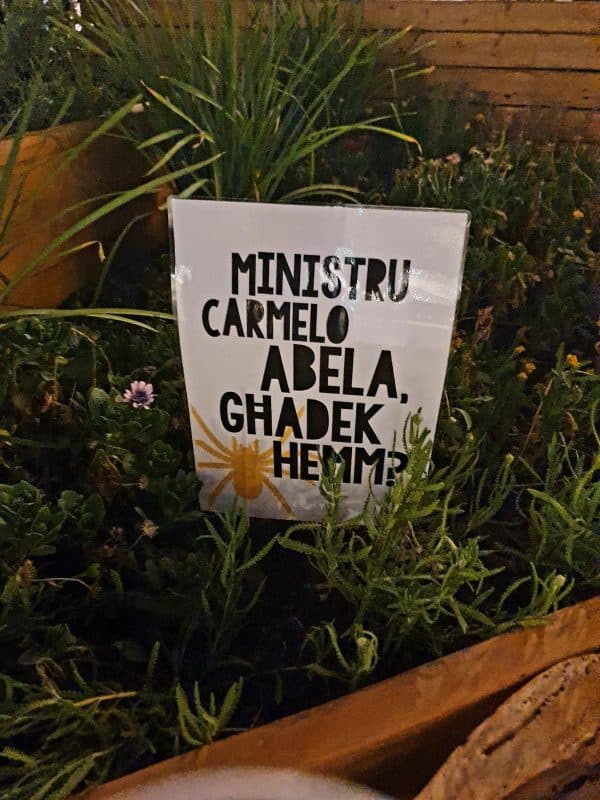 MINISTRU
CARMELO
ABELA,
GĦADEK
HEMM?